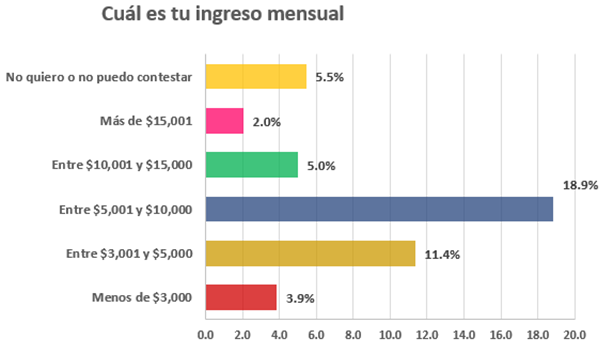 Cuál es tu ingreso mensual
No quiero o no puedo contestar 5.5%
Más de $15,001 2.0%
Entre $10,001 y $15,000 5.0%
Entre $5,001 y $10,000 18.9%
Entre $3,001 y $5,000 11.4%
Menos de $3,000 3.9%
0.0 2.0 4.0 6.0 8.0 10.0 12.0 14.0 16.0 18.0 20.0